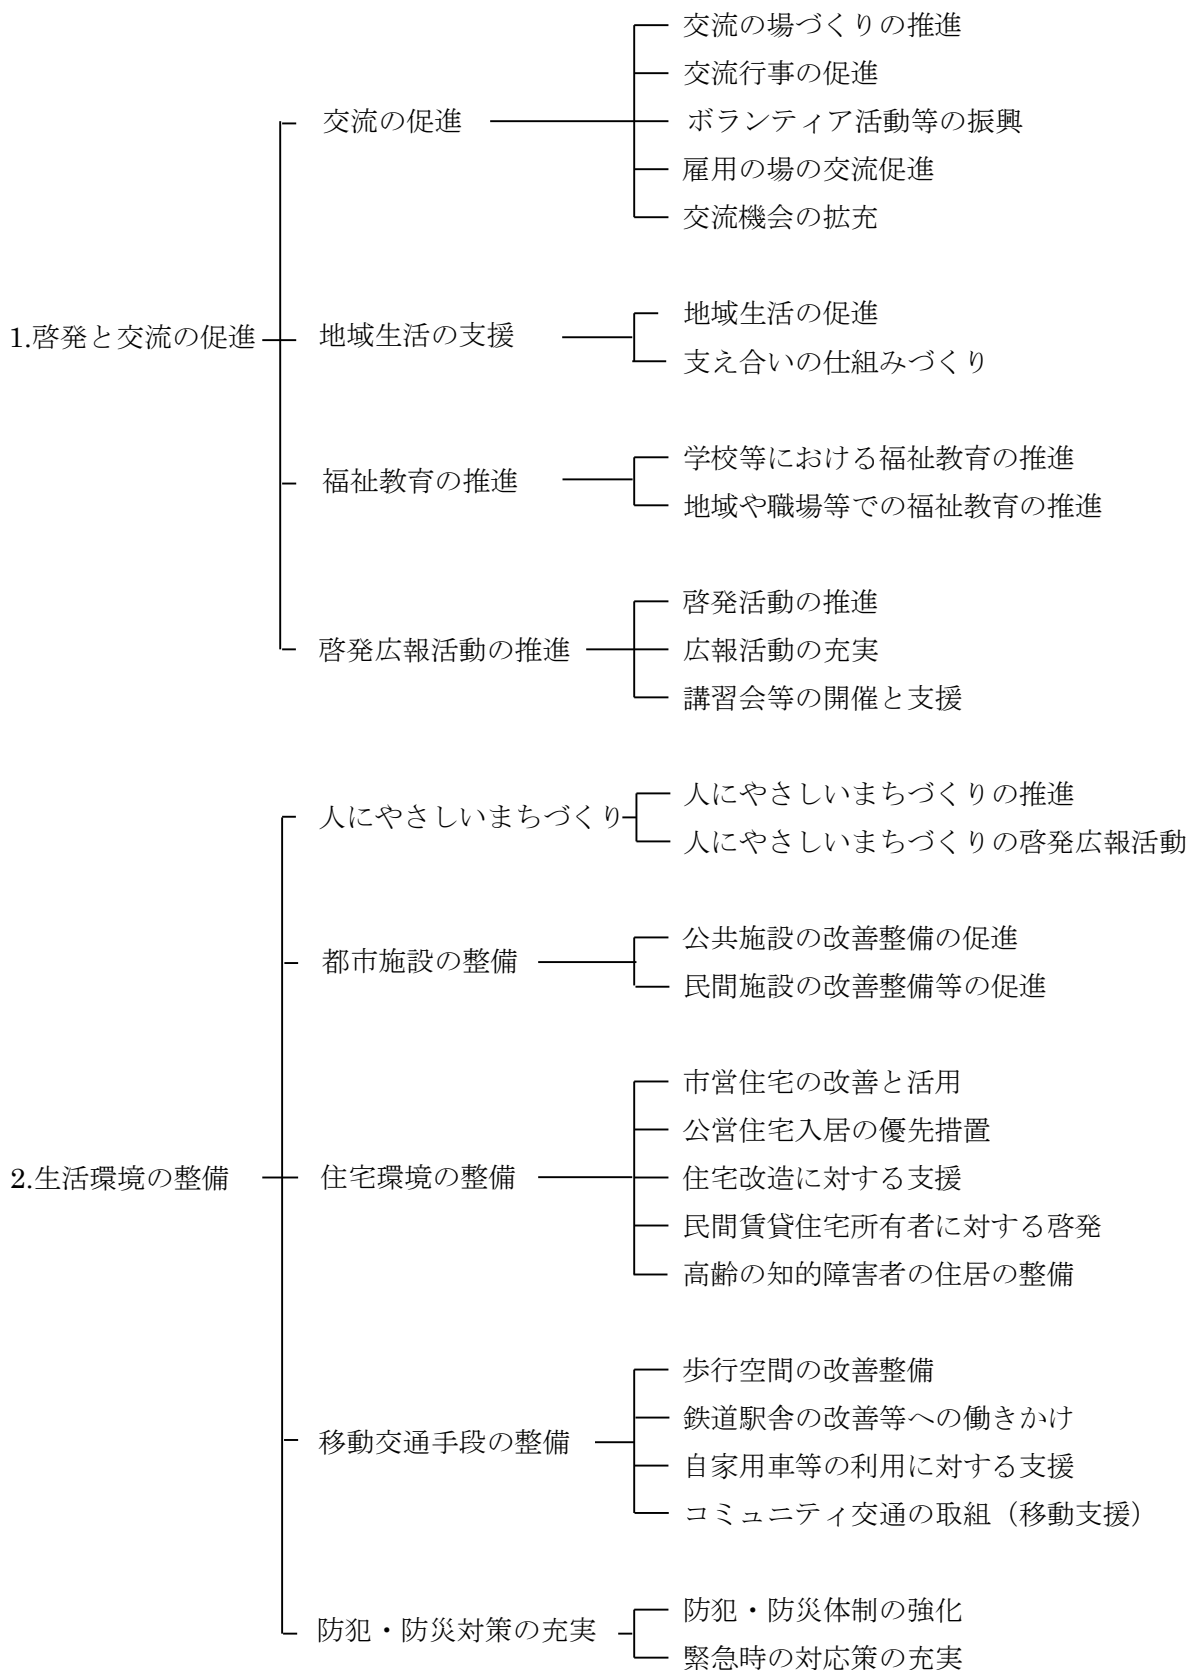 1.啓発と交流の促進
交流の促進
交流の場づくりの推進
交流行事の促進
ボランティア活動等の振興
雇用の場の交流促進
交流機会の拡充
地域生活の支援
地域生活の促進
支え合いの仕組みづくり
福祉教育の推進
学校等における福祉教育の推進
地域や職場等での福祉教育の推進
啓発広報活動の推進
啓発活動の推進
広報活動の充実
講習会等の開催と支援
2.生活環境の整備
人にやさしいまちづくり
人にやさしいまちづくりの推進
人にやさしいまちづくりの啓発広報活動
都市施設の整備
公共施設の改善整備の促進
民間施設の改善整備等の促進
住宅環境の整備
市営住宅の改善と活用
公営住宅入居の優先措置
住宅改造に対する支援
民間賃貸住宅所有者に対する啓発
高齢の知的障害者の住居の整備
移動交通手段の整備
歩行空間の改善整備
鉄道駅舎の改善等への働きかけ
自家用車等の利用に対する支援
コミュニティ交通の取組（移動支援）
防犯・防災対策の充実
防犯・防災体制の強化
緊急時の対応策の充実